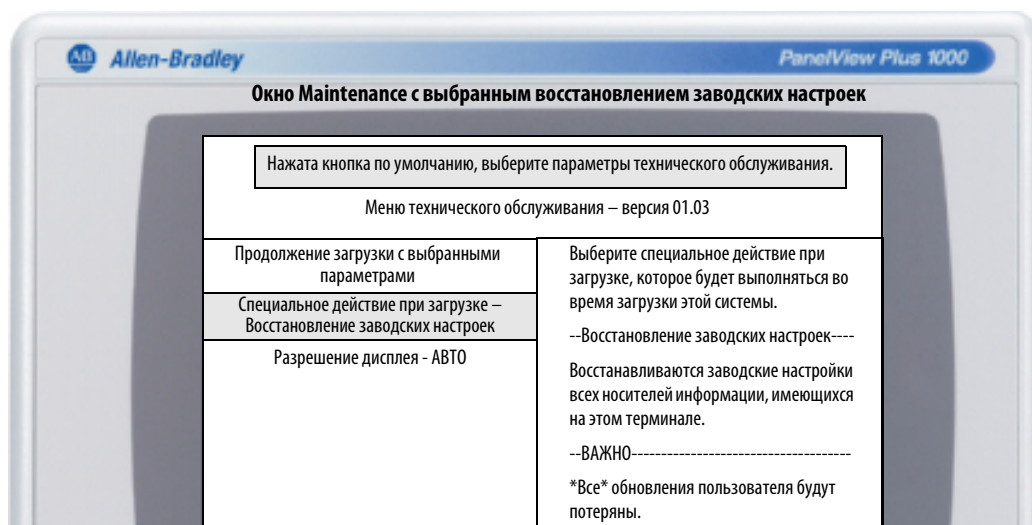 AB Allen-Bradley
PanelView Plus 1000
Окно Maintenance с выбранным восстановлением заводских настроек
Нажата кнопка по умолчанию, выберите параметры технического обслуживания.
Меню технического обслуживания – версия 01.03
Продолжение загрузки с выбранными
параметрами
Специальное действие при загрузке –
Восстановление заводских настроек
Разрешение дисплея - АВТО
Выберите специальное действие при
загрузке, которое будет выполняться во
время загрузки этой системы.
--Восстановление заводских настроек----
Восстанавливаются заводские настройки
всех носителей информации, имеющихся
на этом терминале.
--ВАЖНО-------------------------------------
*Все* обновления пользователя будут
потеряны.